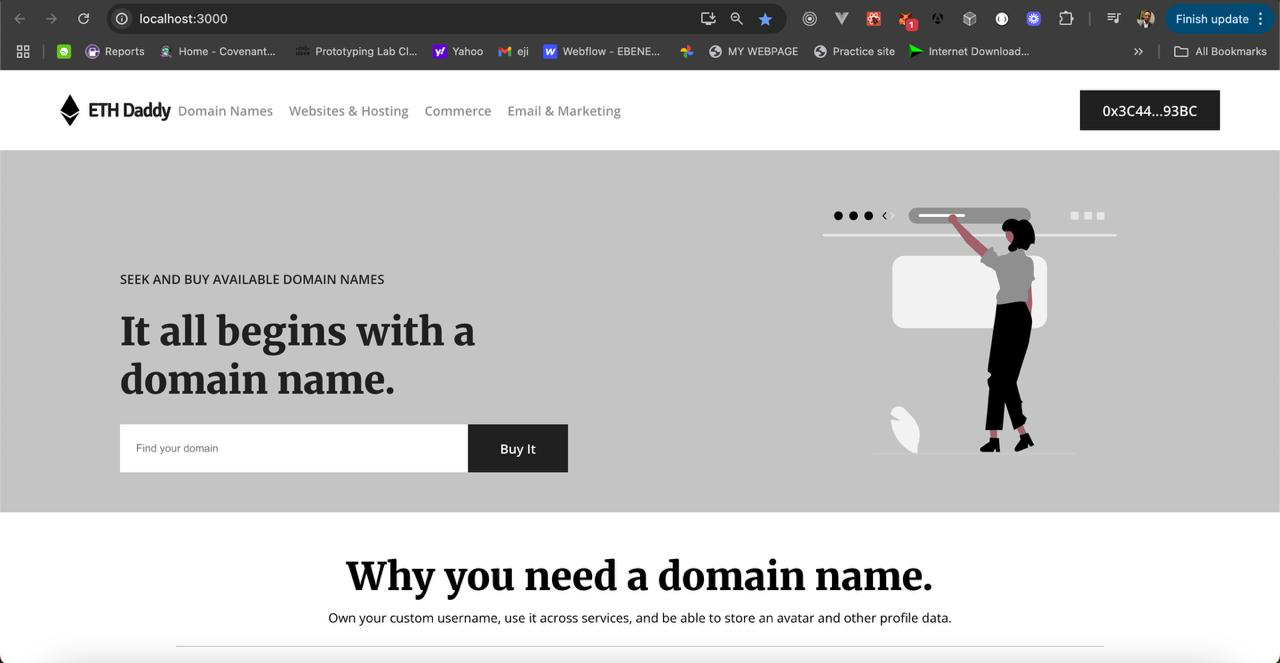 localhost:3000
1
Finish update
Reports
Home - Covenant...
Prototyping Lab Cl...
Yahoo
eji
Webflow - EBENE...
MY WEBPAGE
Practice site
Internet Download...
»
All Bookmarks
ETH Daddy
Domain Names
Websites & Hosting
Commerce
Email & Marketing
0x3C44...93BC
SEEK AND BUY AVAILABLE DOMAIN NAMES
It all begins with a
domain name.
Find your domain
Buy It
Why you need a domain name.
Own your custom username, use it across services, and be able to store an avatar and other profile data.